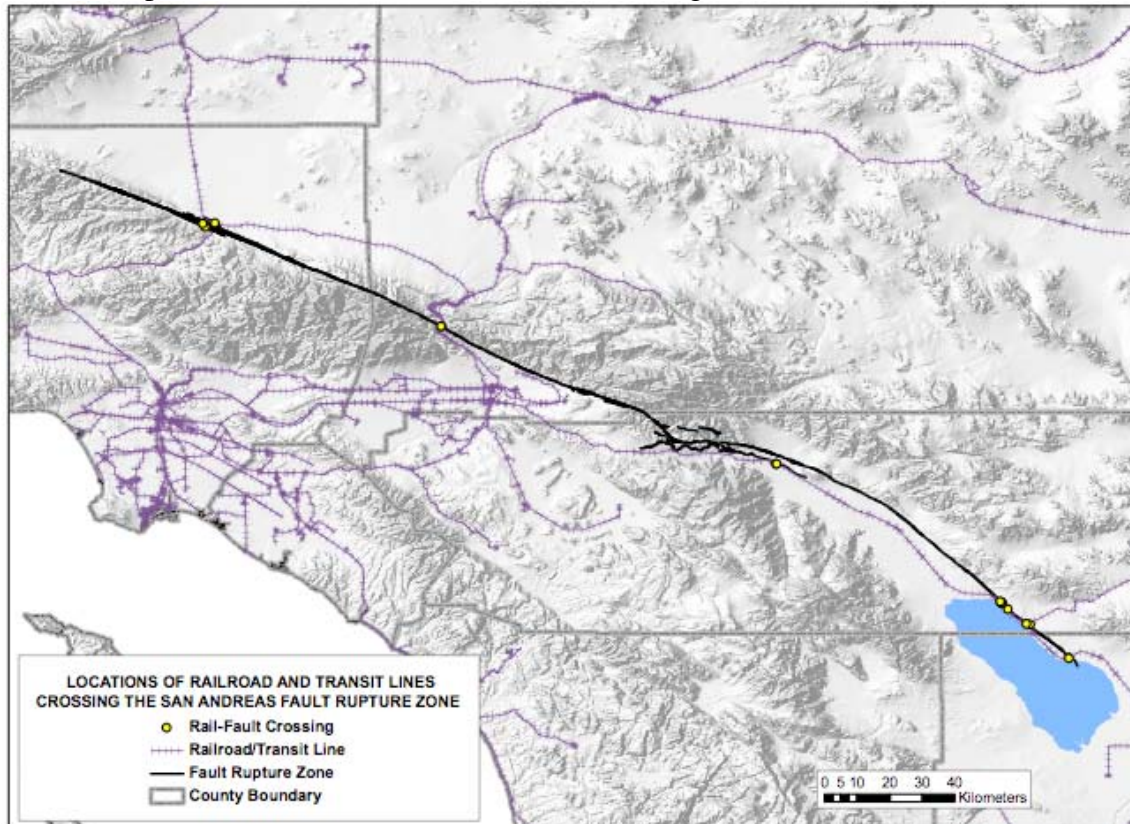 LOCATIONS OF RAILROAD AND TRANSIT LINES
CROSSING THE SAN ANDREAS FAULT RUPTURE ZONE
Rail-Fault Crossing
Railroad/Transit Line
Fault Rupture Zone
County Boundary
0 5 10 20 30 40
Kilometers